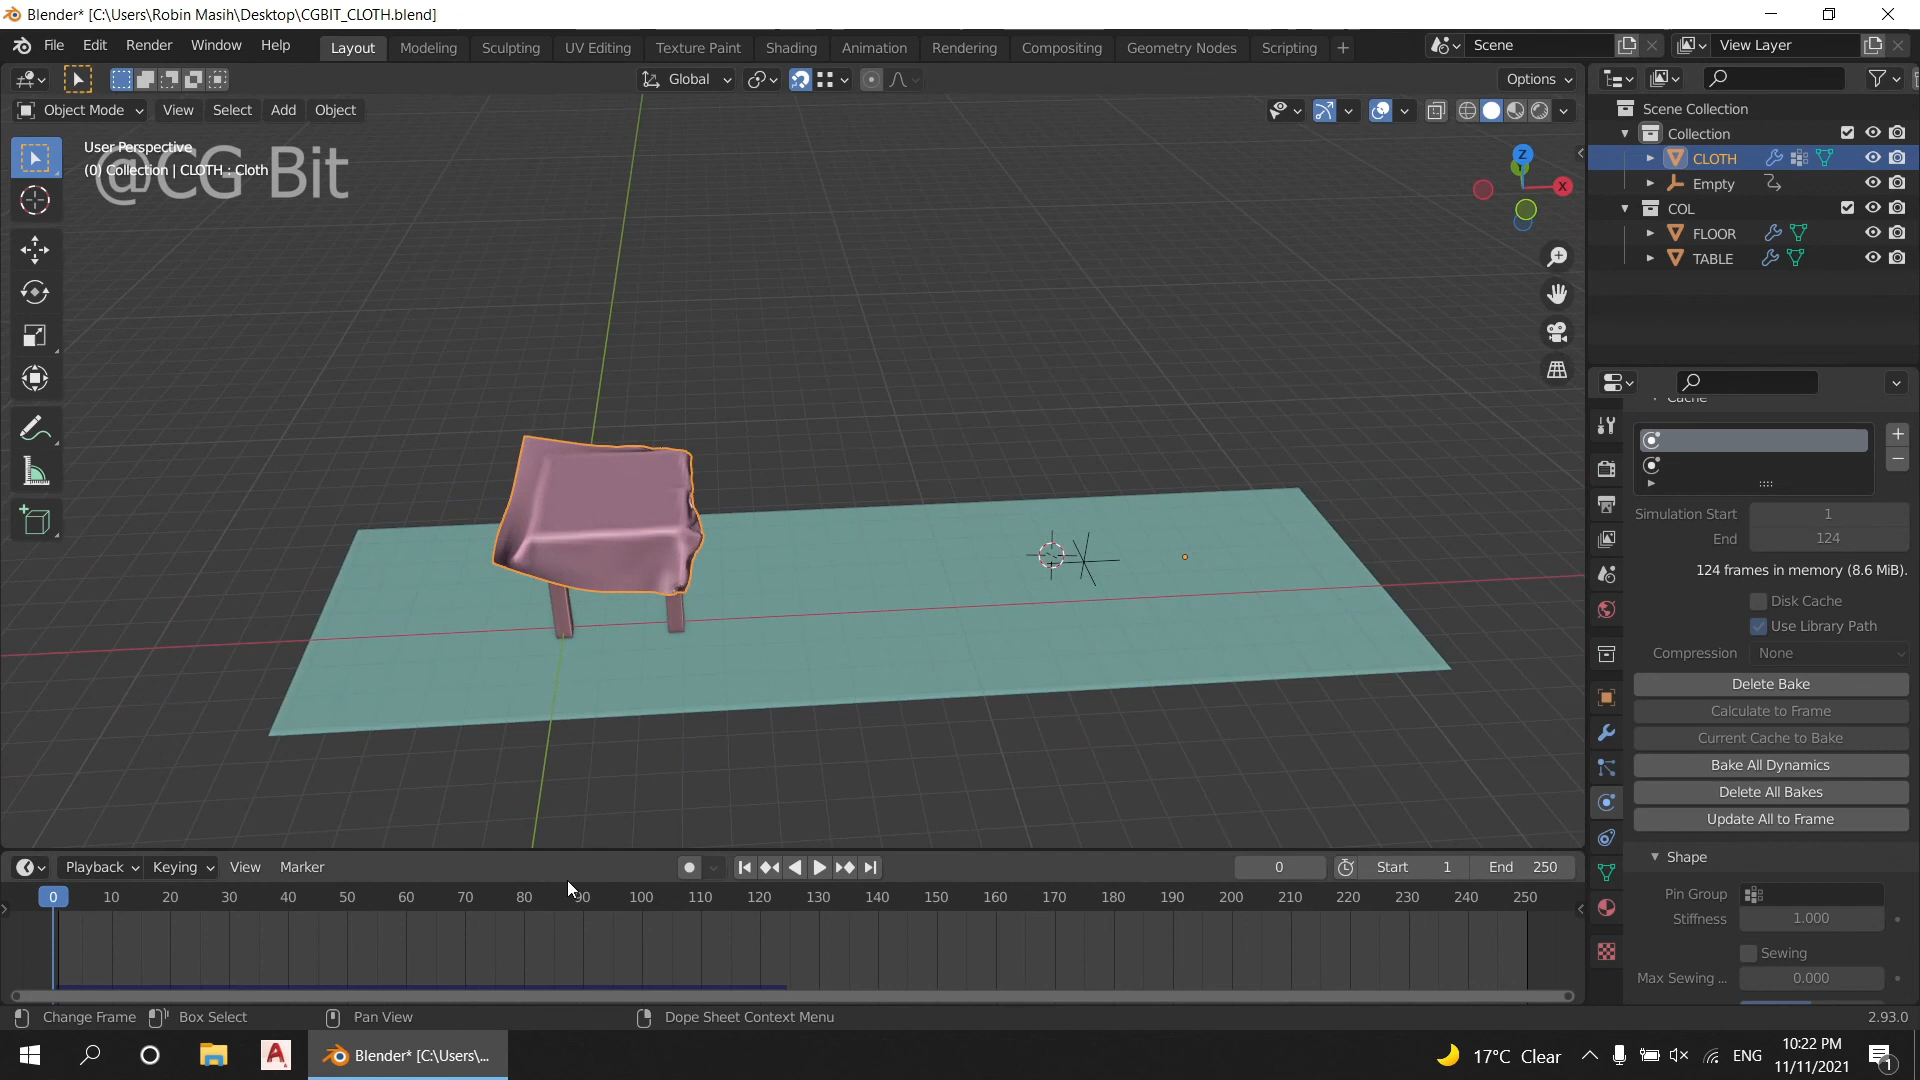 Blender* [C:\Users\Robin Masih\Desktop\CGBIT_CLOTH.blend]
File Edit Render Window Help
Layout Modeling Sculpting UV Editing Texture Paint Shading Animation Rendering Compositing Geometry Nodes Scripting +
Scene
View Layer
Global
Options
Object Mode View Select Add Object
User Perspective
(0) Collection | CLOTH : Cloth
@CG Bit
Z
Y
X
Scene Collection
Collection
CLOTH
Empty
COL
FLOOR
TABLE
Cache
Simulation Start 1
End 124
124 frames in memory (8.6 MiB).
Disk Cache
Use Library Path
Compression None
Delete Bake
Calculate to Frame
Current Cache to Bake
Bake All Dynamics
Delete All Bakes
Update All to Frame
Shape
Pin Group
Stiffness 1.000
Sewing
Max Sewing ... 0.000
Playback Keying View Marker
0 Start 1 End 250
0 10 20 30 40 50 60 70 80 90 100 110 120 130 140 150 160 170 180 190 200 210 220 230 240 250
Change Frame Box Select Pan View Dope Sheet Context Menu
2.93.0
Blender* [C:\Users\...
17°C Clear
ENG
10:22 PM
11/11/2021
1